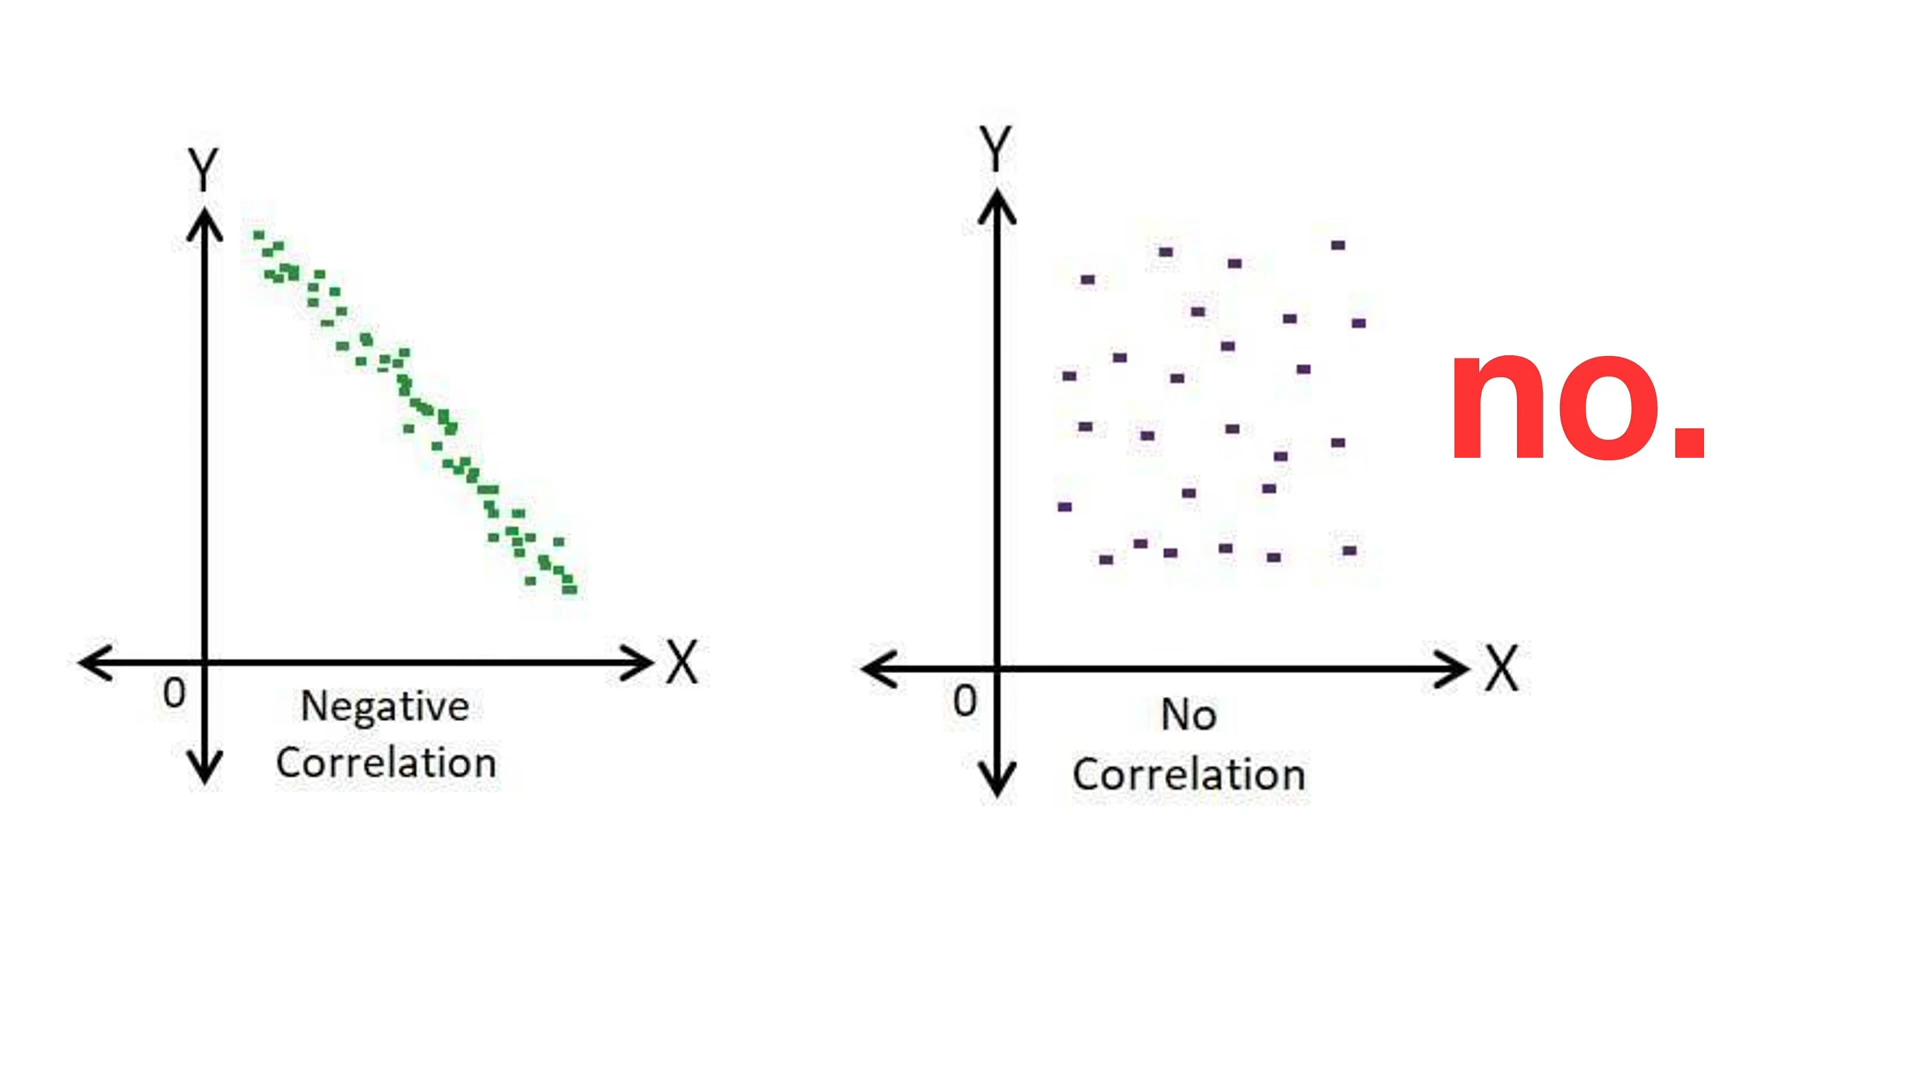 Y
X
0
Negative
Correlation
Y
X
0
No
Correlation
no.